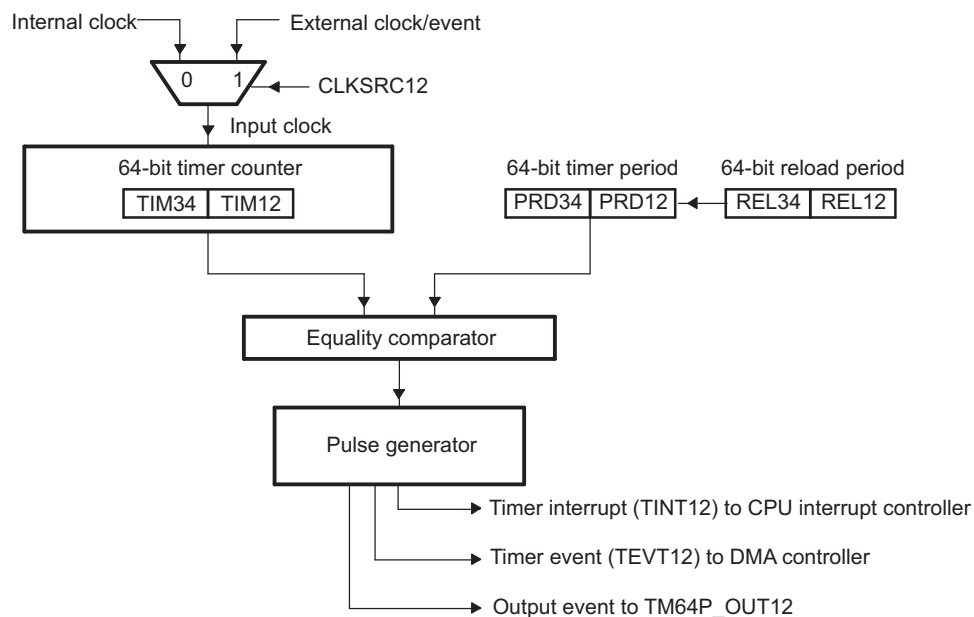 Internal clock
External clock/event
0 1
CLKSRC12
Input clock
64-bit timer counter
TIM34 TIM12
64-bit timer period
PRD34 PRD12
64-bit reload period
REL34 REL12
Equality comparator
Pulse generator
Timer interrupt (TINT12) to CPU interrupt controller
Timer event (TEVT12) to DMA controller
Output event to TM64P_OUT12